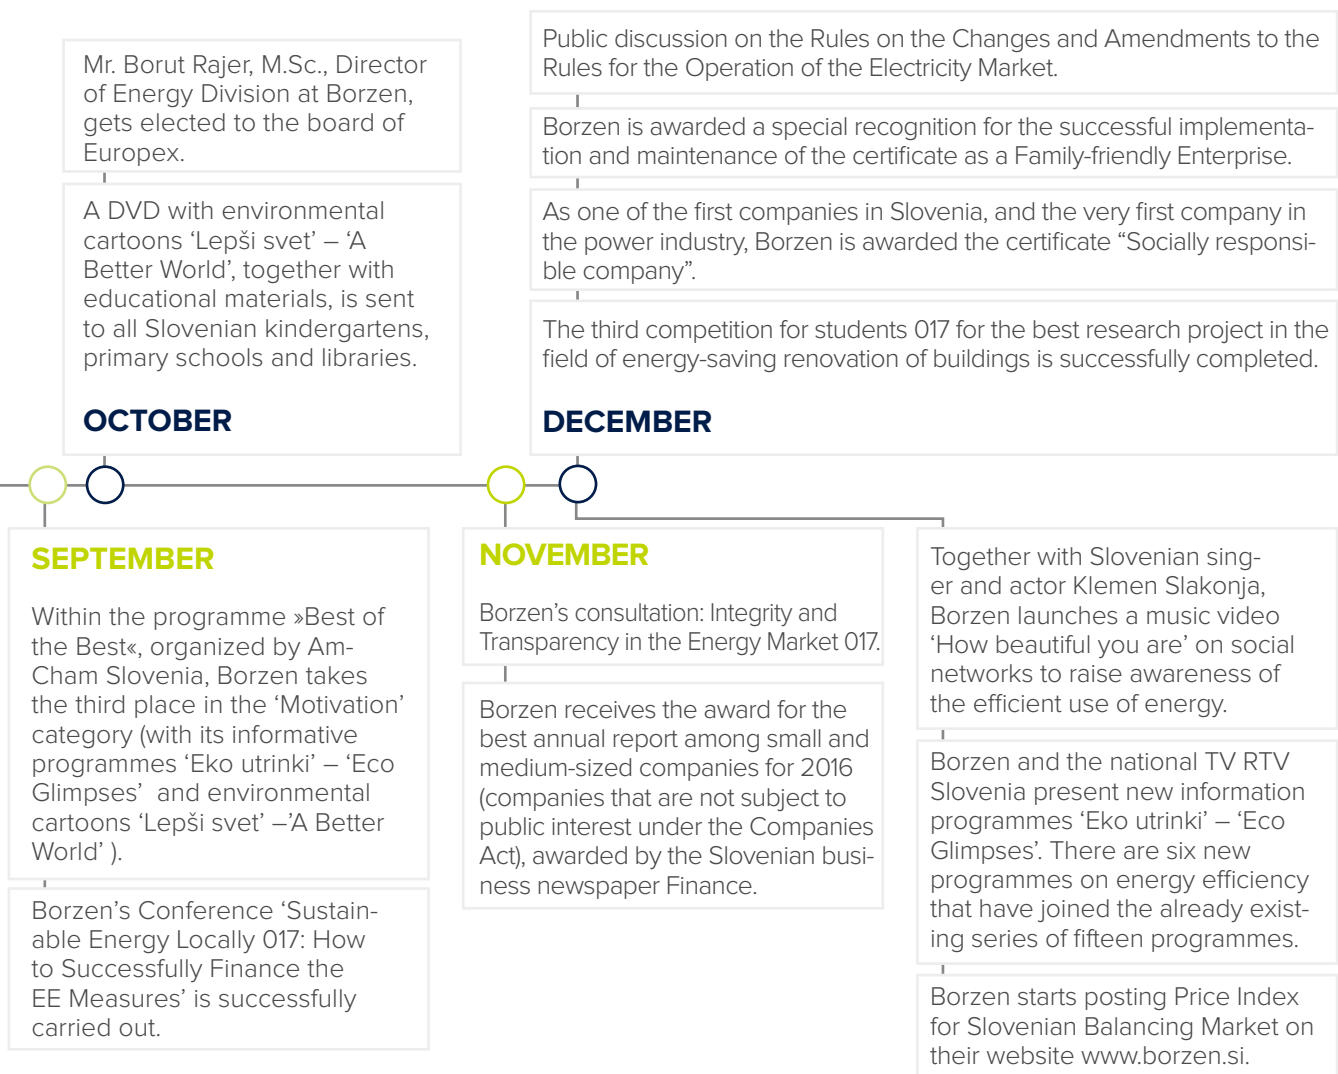 Mr. Borut Rajer, M.Sc., Director
of Energy Division at Borzen,
gets elected to the board of
Europex.
A DVD with environmental
cartoons ‘Lepši svet’ – ‘A
Better World’, together with
educational materials, is sent
to all Slovenian kindergartens,
primary schools and libraries.
OCTOBER
Public discussion on the Rules on the Changes and Amendments to the
Rules for the Operation of the Electricity Market.
Borzen is awarded a special recognition for the successful implementa-
tion and maintenance of the certificate as a Family-friendly Enterprise.
As one of the first companies in Slovenia, and the very first company in
the power industry, Borzen is awarded the certificate “Socially responsi-
ble company”.
The third competition for students 017 for the best research project in the
field of energy-saving renovation of buildings is successfully completed.
DECEMBER
SEPTEMBER
Within the programme »Best of
the Best«, organized by Am-
Cham Slovenia, Borzen takes
the third place in the ‘Motivation’
category (with its informative
programmes ‘Eko utrinki’ – ‘Eco
Glimpses’  and environmental
cartoons ‘Lepši svet’ –’A Better
World’ ).
Borzen’s Conference ‘Sustain-
able Energy Locally 017: How
to Successfully Finance the
EE Measures’ is successfully
carried out.
NOVEMBER
Borzen’s consultation: Integrity and
Transparency in the Energy Market 017.
Borzen receives the award for the
best annual report among small and
medium-sized companies for 2016
(companies that are not subject to
public interest under the Companies
Act), awarded by the Slovenian busi-
ness newspaper Finance.
Together with Slovenian sing-
er and actor Klemen Slakonja,
Borzen launches a music video
‘How beautiful you are’ on social
networks to raise awareness of
the efficient use of energy.
Borzen and the national TV RTV
Slovenia present new information
programmes ‘Eko utrinki’ – ‘Eco
Glimpses’. There are six new
programmes on energy efficiency
that have joined the already exist-
ing series of fifteen programmes.
Borzen starts posting Price Index
for Slovenian Balancing Market on
their website www.borzen.si.